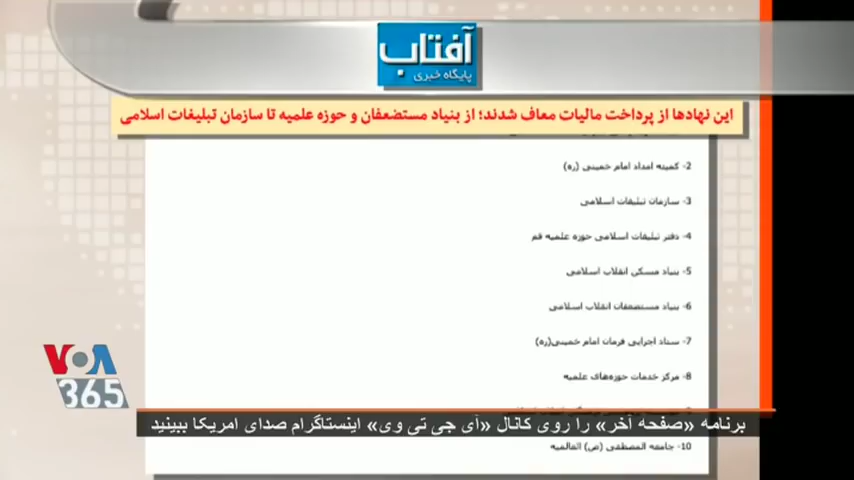 آفتاب
پایگاه خبری
این نهادها از پرداخت مالیات معاف شدند؛ از بنیاد مستضعفان و حوزه علمیه تا سازمان تبلیغات اسلامی
2- کمیته امداد امام خمینی (ره)
3- سازمان تبلیغات اسلامی
4- دفتر تبلیغات اسلامی حوزه علمیه قم
5- بنیاد مسکن انقلاب اسلامی
6- بنیاد مستضعفان انقلاب اسلامی
7- ستاد اجرایی فرمان امام خمینی(ره)
8- مرکز خدمات حوزه‌های علمیه
VOA
365
برنامه «صفحه آخر» را روی کانال «آی جی تی وی» اینستاگرام صدای امریکا ببینید
10- جامعه المصطفی (ص) العالمیه